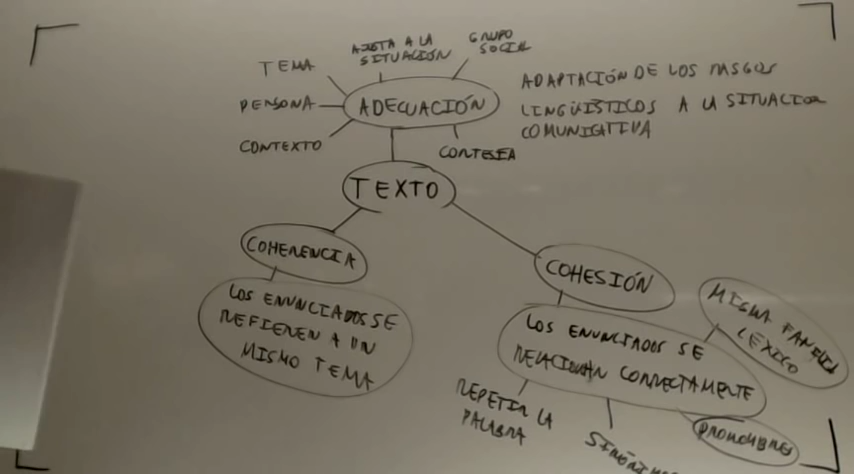 AJUSTA A LA
SITUACIÓN
GRUPO
SOCIAL
TEMA
PERSONA
CONTEXTO
ADECUACIÓN
CORTESÍA
ADAPTACIÓN DE LOS RASGOS
LINGÜÍSTICOS A LA SITUACIÓN
COMUNICATIVA
TEXTO
COHERENCIA
LOS ENUNCIADOS SE
REFIEREN A UN
MISMO TEMA
COHESIÓN
LOS ENUNCIADOS SE
RELACIONAN CORRECTAMENTE
MISMA FAMILIA
LÉXICO
REPETIR LA
PALABRA
PRONOMBRES